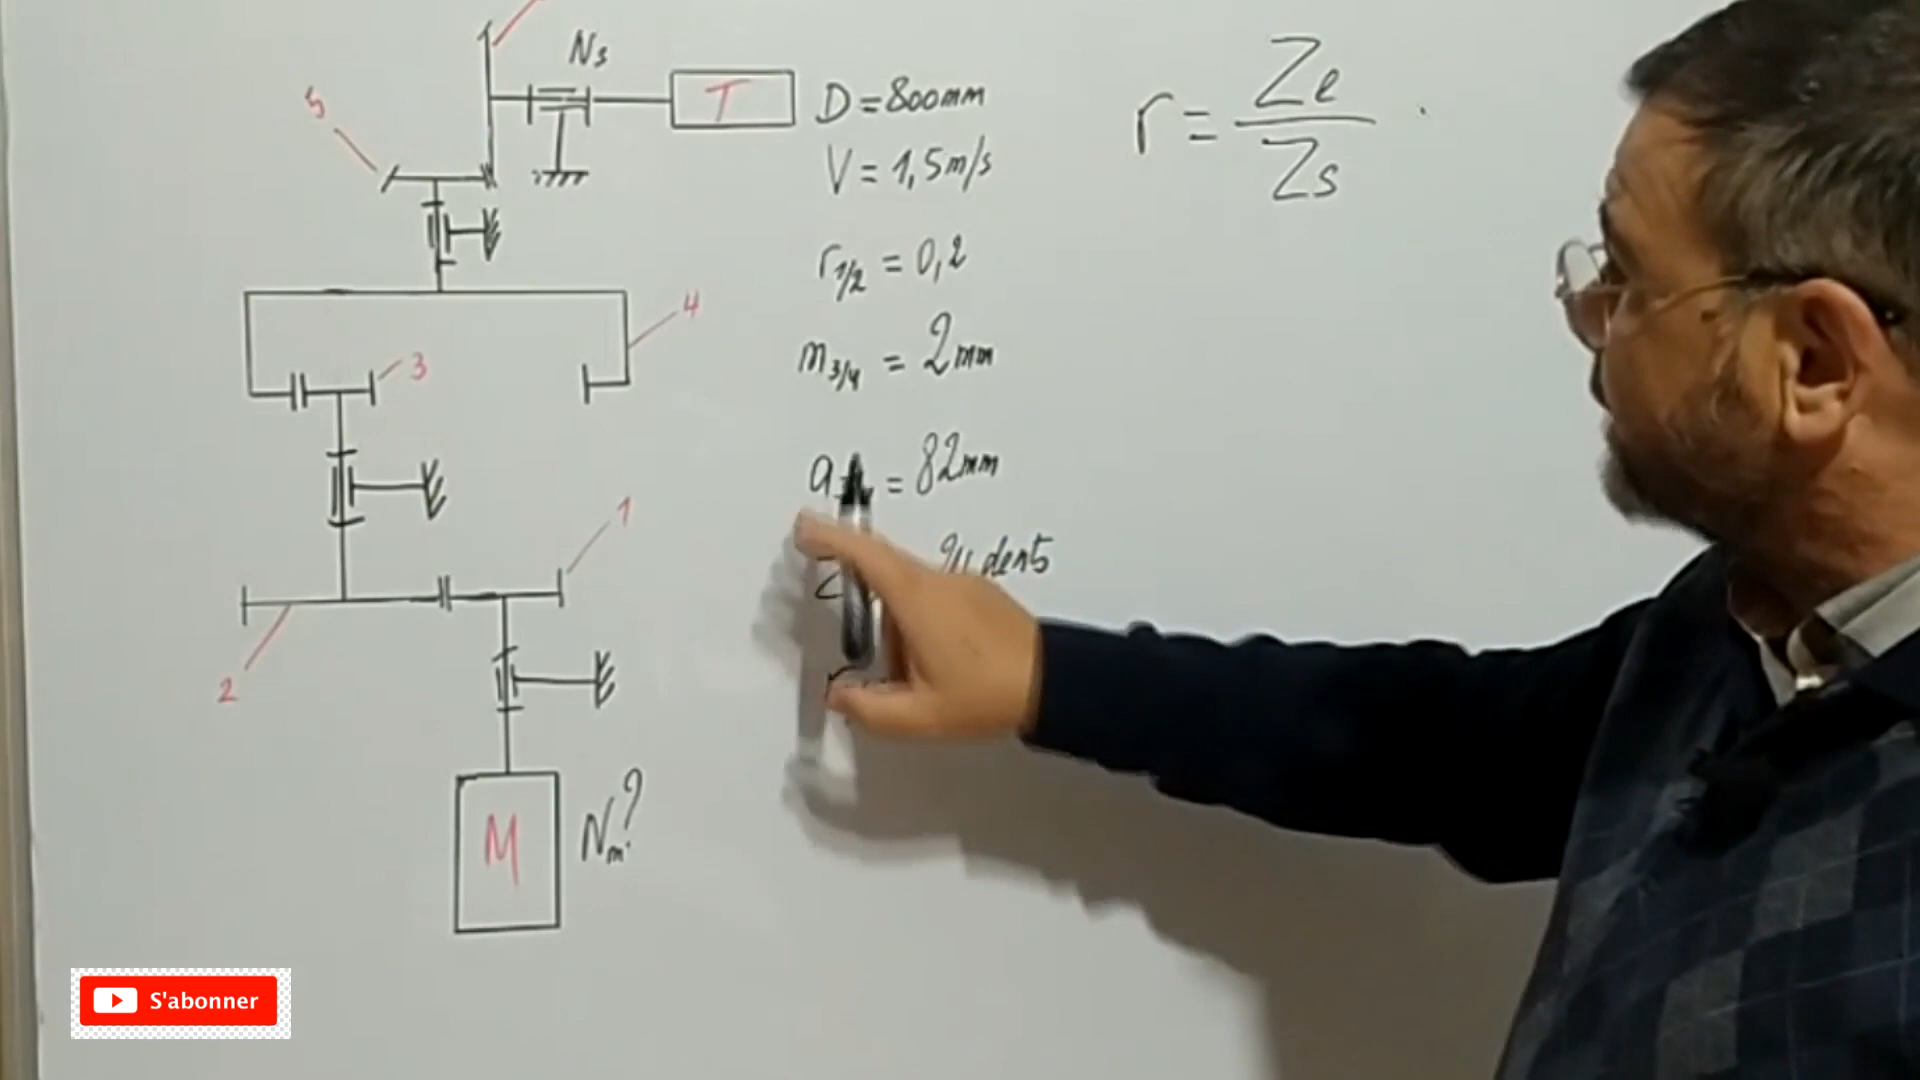 Ns
T
5
4
3
1
2
M
Nm?
D = 800mm
V = 1,5m/s
r1/2 = 0,2
m3/4 = 2mm
a = 82mm
Z dents
r
r = Ze/Zs
S'abonner